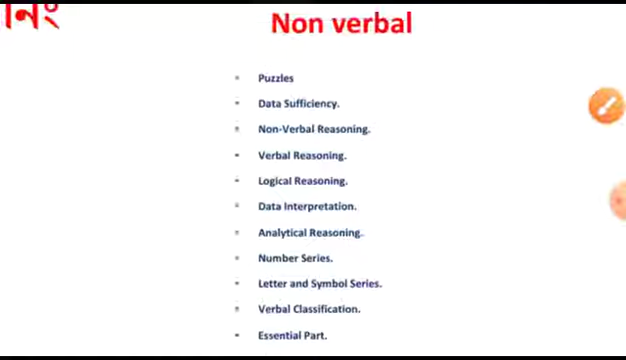 নিং
Non verbal
Puzzles
Data Sufficiency.
Non-Verbal Reasoning.
Verbal Reasoning.
Logical Reasoning.
Data Interpretation.
Analytical Reasoning.
Number Series.
Letter and Symbol Series.
Verbal Classification.
Essential Part.